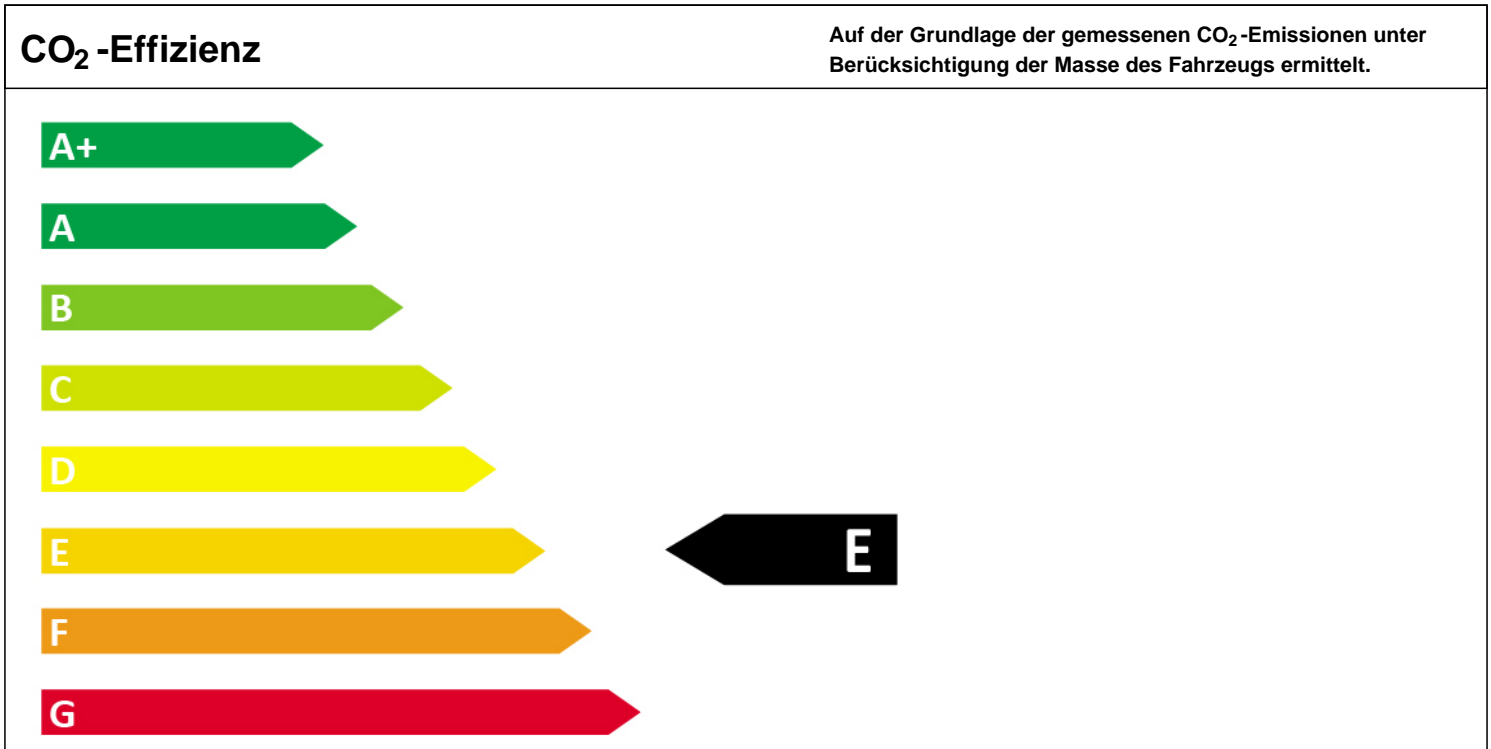 CO₂-Effizienz
Auf der Grundlage der gemessenen CO₂-Emissionen unter
Berücksichtigung der Masse des Fahrzeugs ermittelt.
A+
A
B
C
D
E
E
F
G